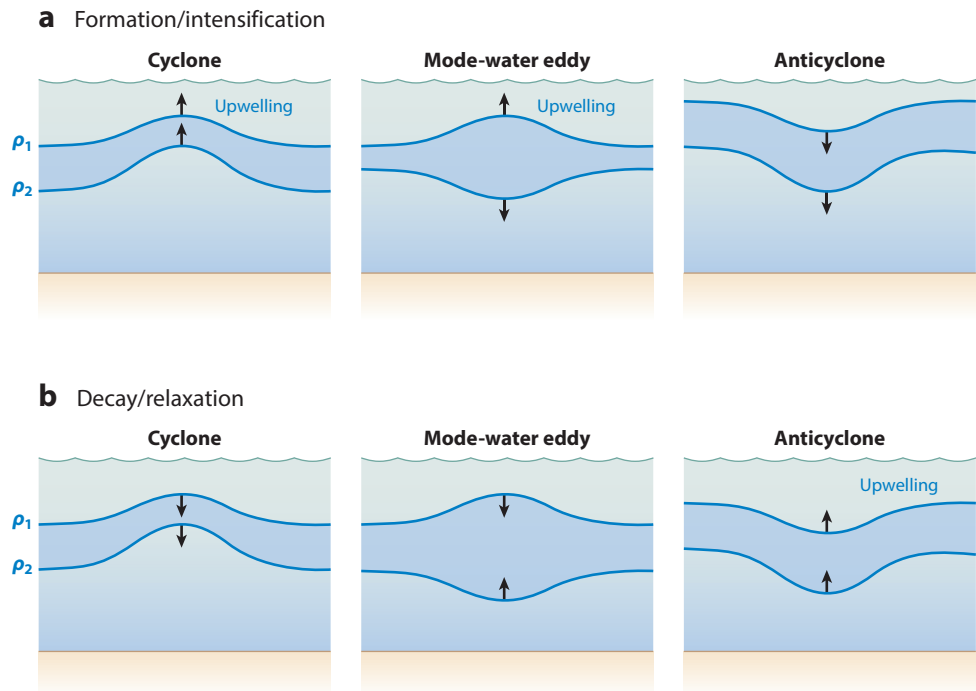 a Formation/intensification
Cyclone Mode-water eddy Anticyclone
Upwelling Upwelling
ρ1
ρ2
b Decay/relaxation
Cyclone Mode-water eddy Anticyclone
Upwelling
ρ1
ρ2